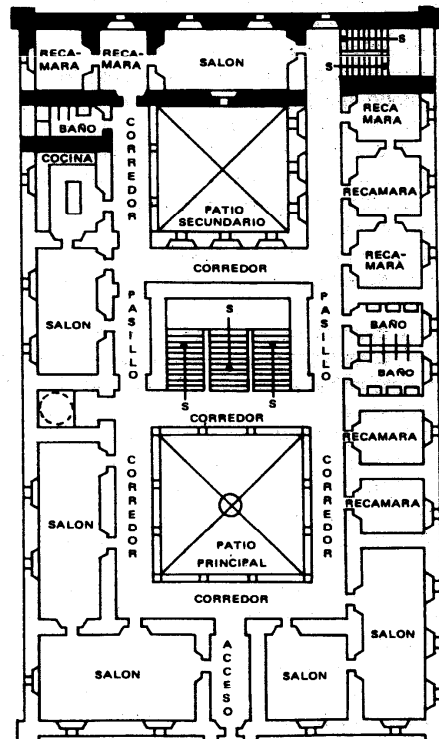 RECA-
MARA
RECA-
MARA
SALON
S
S
BAÑO
COCINA
CORREDOR
PATIO
SECUNDARIO
RECA
MARA
RECAMARA
RECA-
MARA
CORREDOR
PASILLO
PASILLO
SALON
S
S
S
BAÑO
BAÑO
CORREDOR
RECAMARA
RECAMARA
CORREDOR
CORREDOR
SALON
PATIO
PRINCIPAL
CORREDOR
SALON
ACCESO
SALON
SALON